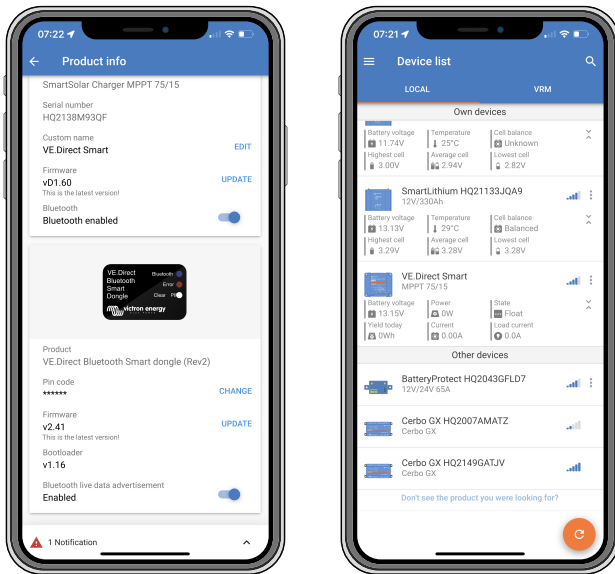 07:22
Product info
SmartSolar Charger MPPT 75/15
Serial number
HQ2138M93QF
Custom name
VE.Direct Smart
EDIT
Firmware
vD1.60
UPDATE
This is the latest version!
Bluetooth
Bluetooth enabled
VE.Direct
Bluetooth
Smart
Dongle
Bluetooth
Error
Clear PIN
victron energy
Product
VE.Direct Bluetooth Smart dongle (Rev2)
Pin code
******
CHANGE
Firmware
v2.41
UPDATE
This is the latest version!
Bootloader
v1.16
Bluetooth live data advertisement
Enabled
1 Notification
07:21
Device list
LOCAL
VRM
Own devices
Battery voltage Temperature Cell balance
11.74V 25°C Unknown
Highest cell Average cell Lowest cell
3.00V 2.94V 2.82V
SmartLithium HQ21133JQA9
12V/330Ah
Battery voltage Temperature Cell balance
13.13V 29°C Balanced
Highest cell Average cell Lowest cell
3.29V 3.28V 3.28V
VE.Direct Smart
MPPT 75/15
Battery voltage Power State
13.15V 0W Float
Yield today Current Load current
0Wh 0.00A 0.0A
Other devices
BatteryProtect HQ2043GFLD7
12V/24V 65A
Cerbo GX HQ2007AMATZ
Cerbo GX
Cerbo GX HQ2149GATJV
Cerbo GX
Don't see the product you were looking for?